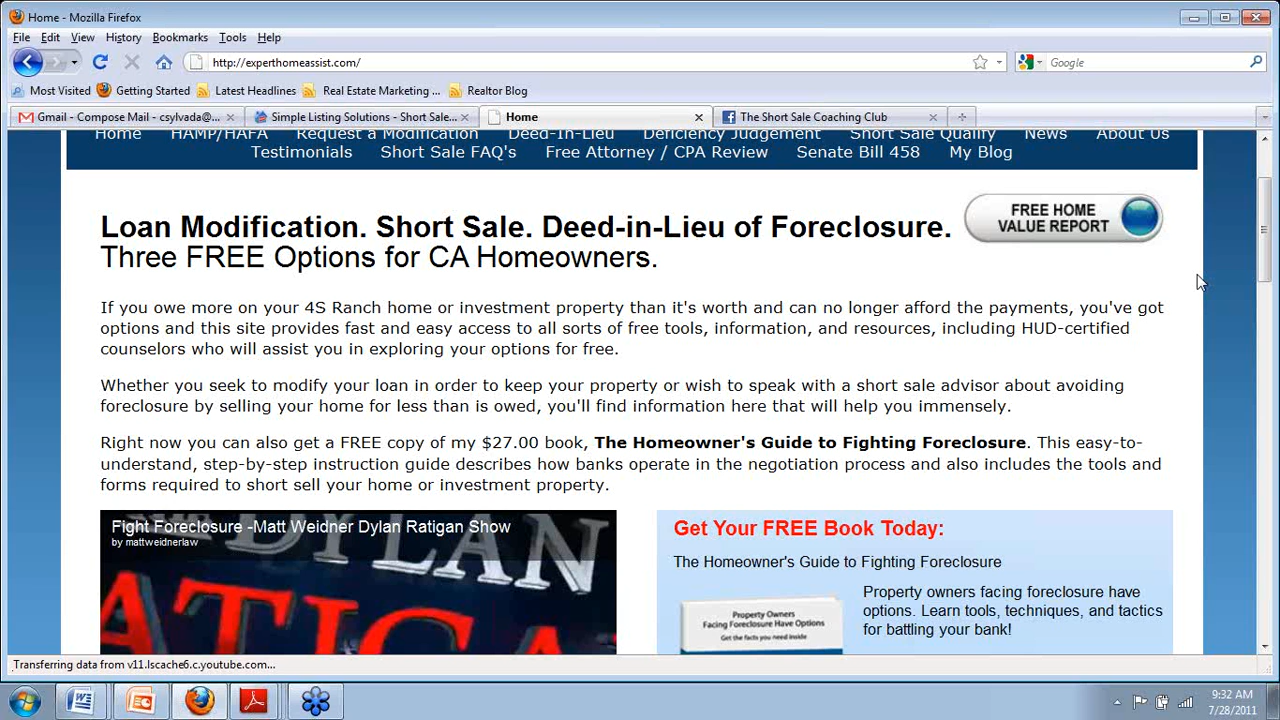 Home - Mozilla Firefox
File Edit View History Bookmarks Tools Help
http://experthomeassist.com/
Google
Most Visited Getting Started Latest Headlines Real Estate Marketing ... Realtor Blog
Gmail - Compose Mail - csylvada@... Simple Listing Solutions - Short Sale... Home The Short Sale Coaching Club
Home HAMP/HAFA Request a Modification Deed-In-Lieu Deficiency Judgement Short Sale Qualify News About Us
Testimonials Short Sale FAQ's Free Attorney / CPA Review Senate Bill 458 My Blog
FREE HOME
VALUE REPORT
Loan Modification. Short Sale. Deed-in-Lieu of Foreclosure.
Three FREE Options for CA Homeowners.
If you owe more on your 4S Ranch home or investment property than it's worth and can no longer afford the payments, you've got
options and this site provides fast and easy access to all sorts of free tools, information, and resources, including HUD-certified
counselors who will assist you in exploring your options for free.
Whether you seek to modify your loan in order to keep your property or wish to speak with a short sale advisor about avoiding
foreclosure by selling your home for less than is owed, you'll find information here that will help you immensely.
Right now you can also get a FREE copy of my $27.00 book, The Homeowner's Guide to Fighting Foreclosure. This easy-to-
understand, step-by-step instruction guide describes how banks operate in the negotiation process and also includes the tools and
forms required to short sell your home or investment property.
Fight Foreclosure -Matt Weidner Dylan Ratigan Show
by mattweidnerlaw
DYLAN
ATIGA
Get Your FREE Book Today:
The Homeowner's Guide to Fighting Foreclosure
Property Owners
Facing Foreclosure Have Options
Get the facts you need inside
Property owners facing foreclosure have
options. Learn tools, techniques, and tactics
for battling your bank!
Transferring data from v11.lscache6.c.youtube.com...
9:32 AM
7/28/2011